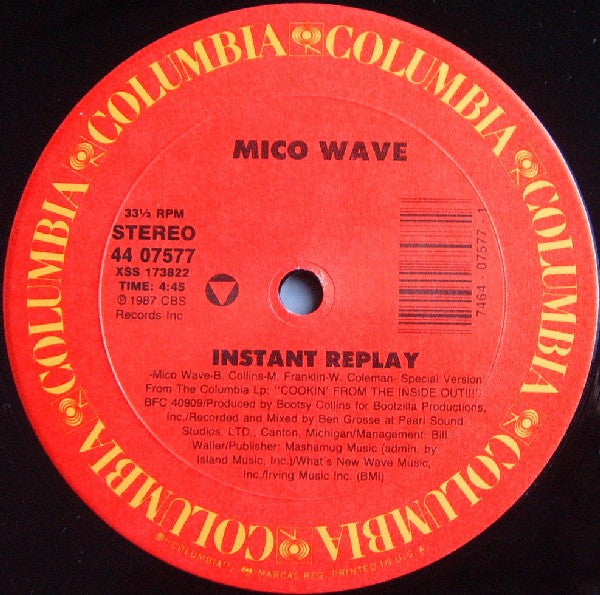 COLUMBIA COLUMBIA COLUMBIA COLUMBIA COLUMBIA COLUMBIA
MICO WAVE
33⅓ RPM
STEREO
44 07577
XSS 173822
TIME: 4:45
℗ 1987 CBS
Records Inc
7464-07577-1
INSTANT REPLAY
-Mico Wave-B. Collins-M. Franklin-W. Coleman- Special Version
From The Columbia Lp: "COOKIN' FROM THE INSIDE OUT!!!"
BFC 40909/Produced by Bootsy Collins for Bootzilla Productions,
Inc./Recorded and Mixed by Ben Grosse at Pearl Sound
Studios, LTD., Canton, Michigan/Management: Bill
Waller/Publisher: Mashamug Music (admin. by
Island Music, Inc.)/What's New Wave Music,
Inc./Irving Music Inc. (BMI)
"COLUMBIA", MARCAS REG. PRINTED IN U.S.A.